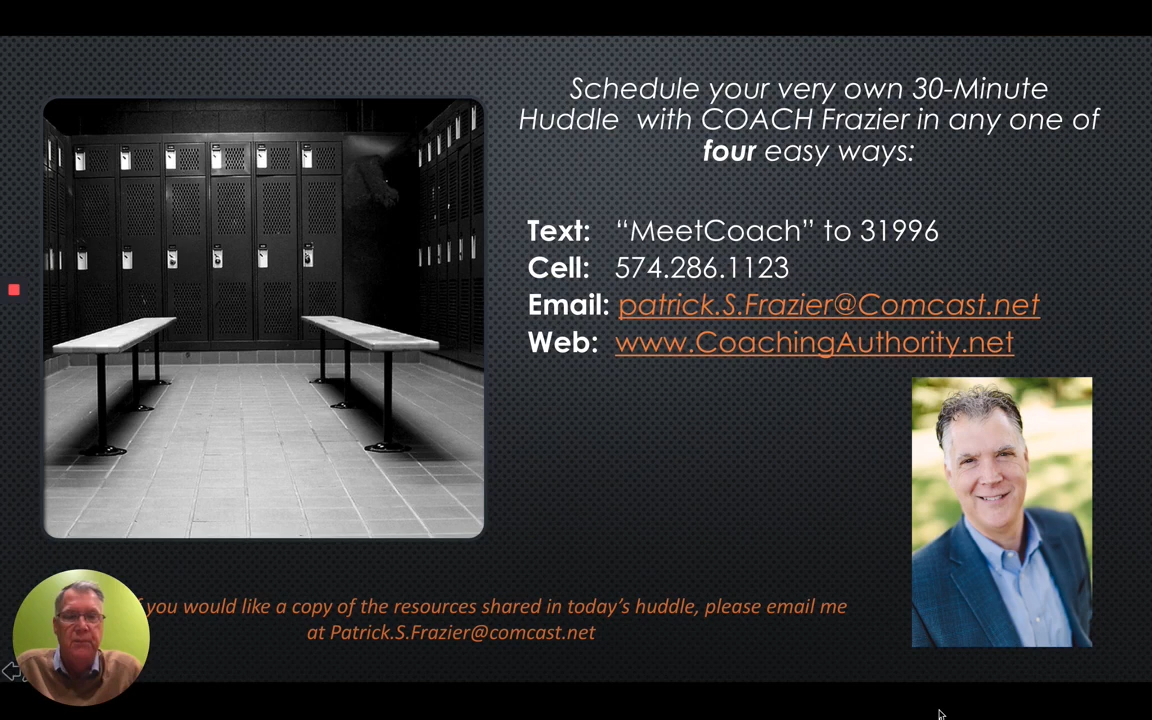 Schedule your very own 30-Minute
Huddle with COACH Frazier in any one of
four easy ways:
Text: “MeetCoach” to 31996
Cell: 574.286.1123
Email: patrick.S.Frazier@Comcast.net
Web: www.CoachingAuthority.net
you would like a copy of the resources shared in today’s huddle, please email me
at Patrick.S.Frazier@comcast.net